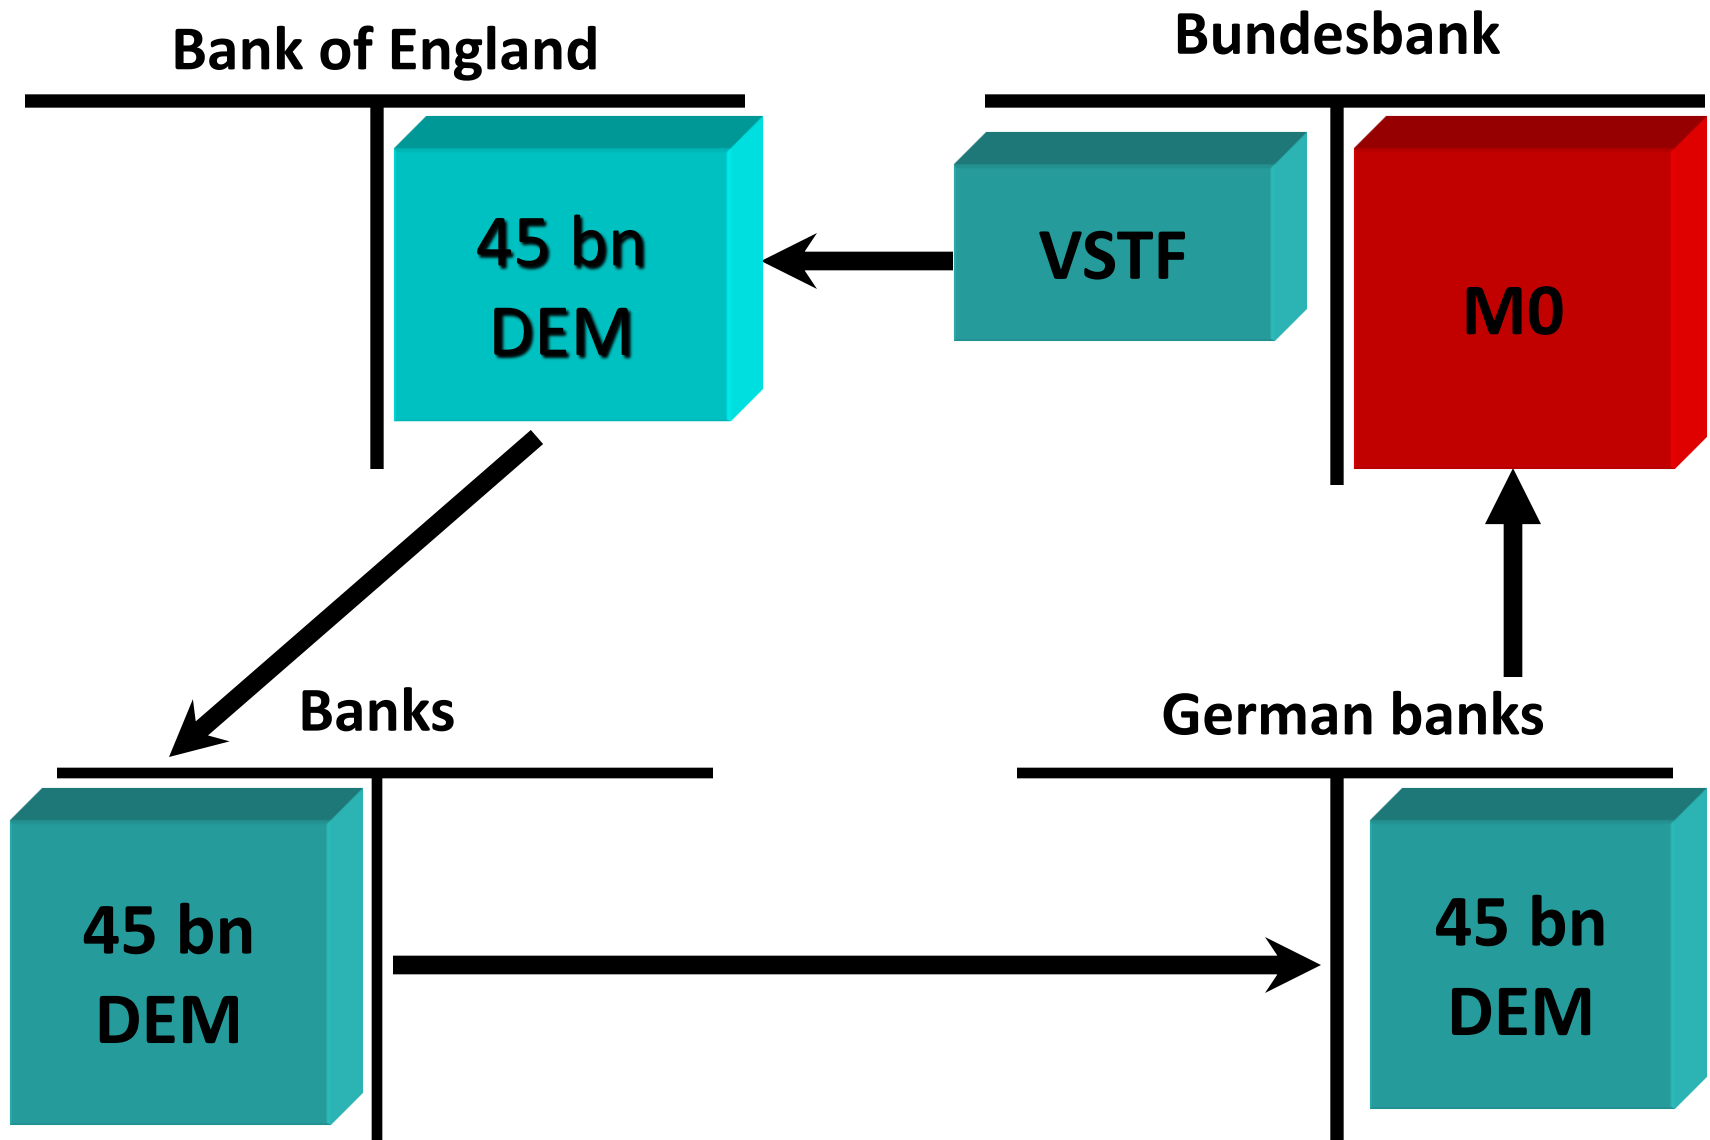 Bank of England
Bundesbank
45 bn
DEM
VSTF
M0
Banks
German banks
45 bn
DEM
45 bn
DEM